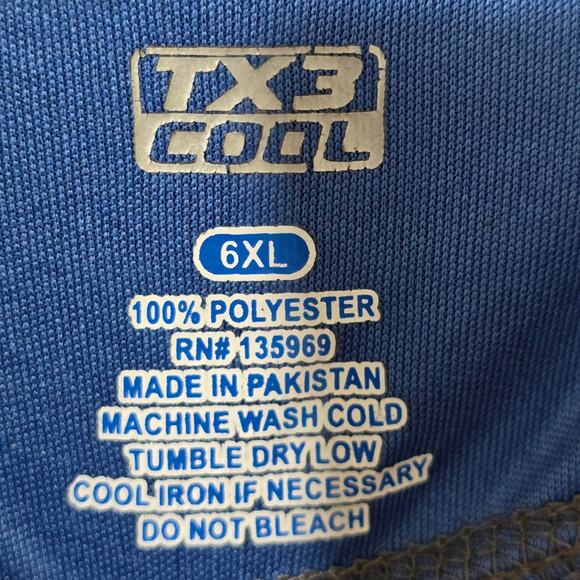 TX3
COOL
6XL
100% POLYESTER
RN# 135969
MADE IN PAKISTAN
MACHINE WASH COLD
TUMBLE DRY LOW
COOL IRON IF NECESSARY
DO NOT BLEACH